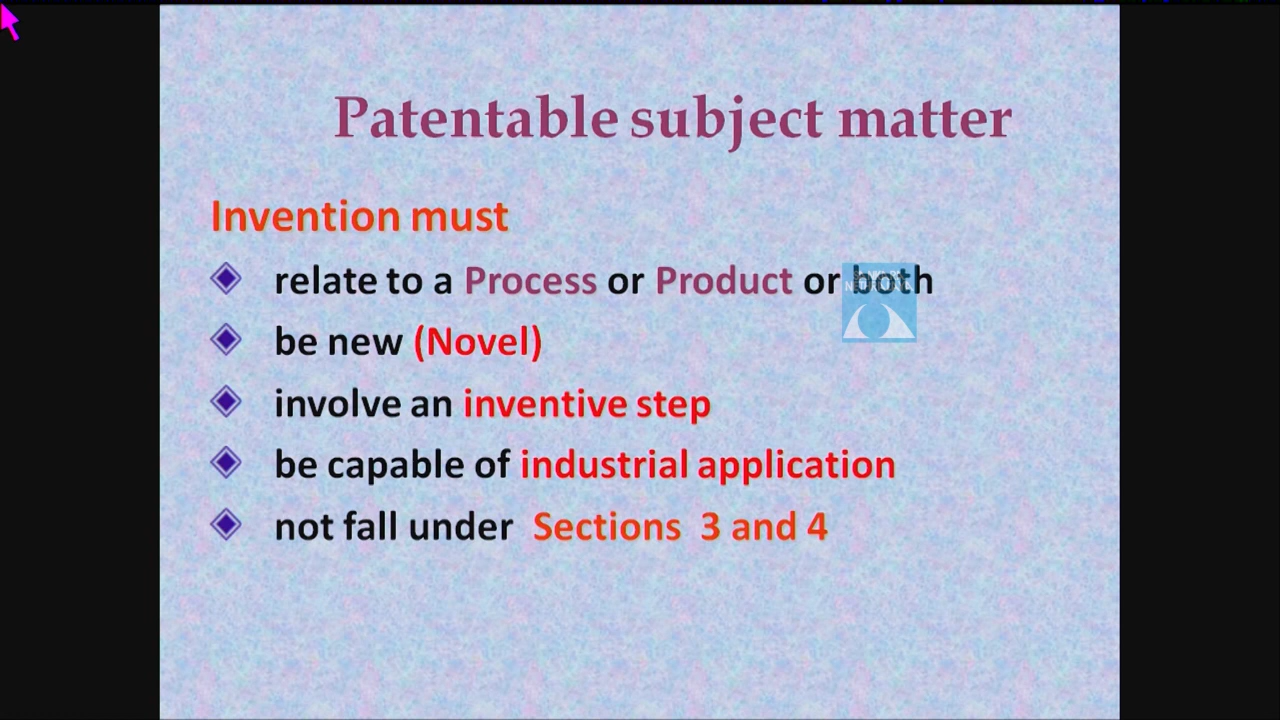 Patentable subject matter
Invention must
relate to a Process or Product or both
be new (Novel)
involve an inventive step
be capable of industrial application
not fall under Sections 3 and 4